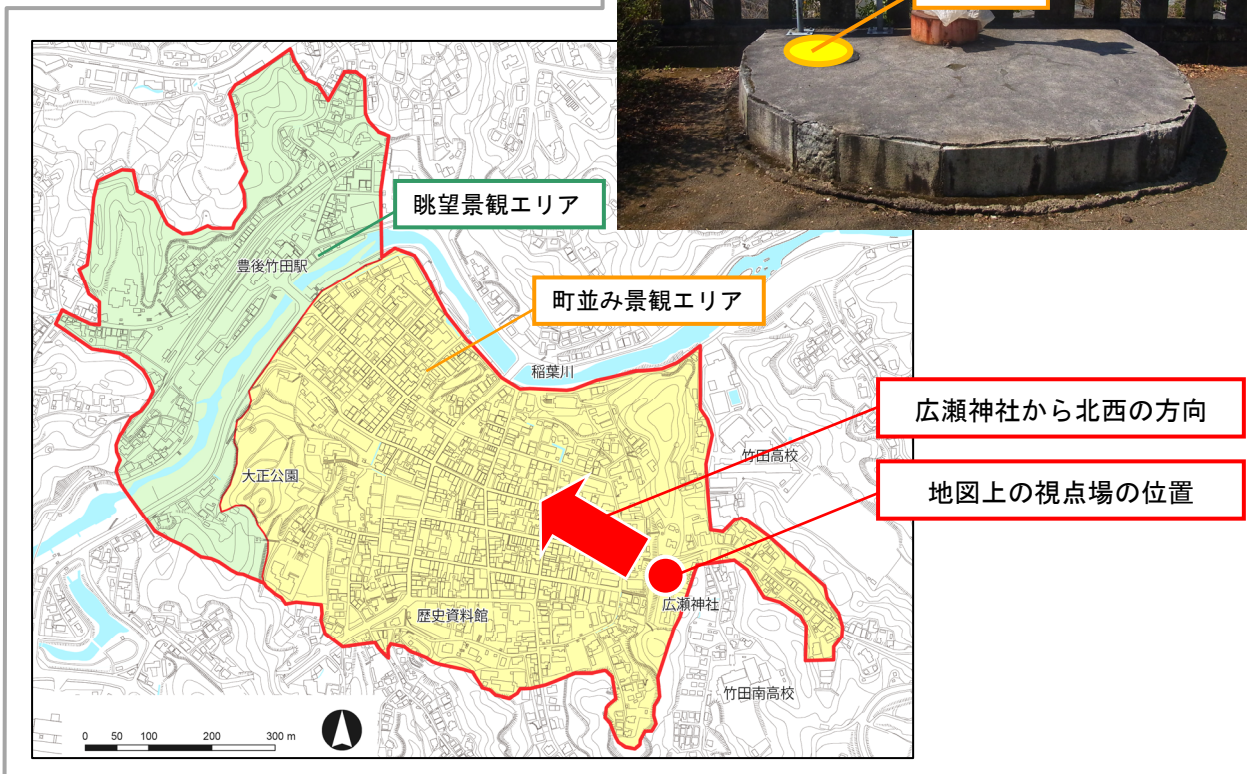 眺望景観エリア
豊後竹田駅
町並み景観エリア
稲葉川
広瀬神社から北西の方向
竹田高校
大正公園
地図上の視点場の位置
広瀬神社
歴史資料館
竹田南高校
0 50 100 200 300 m